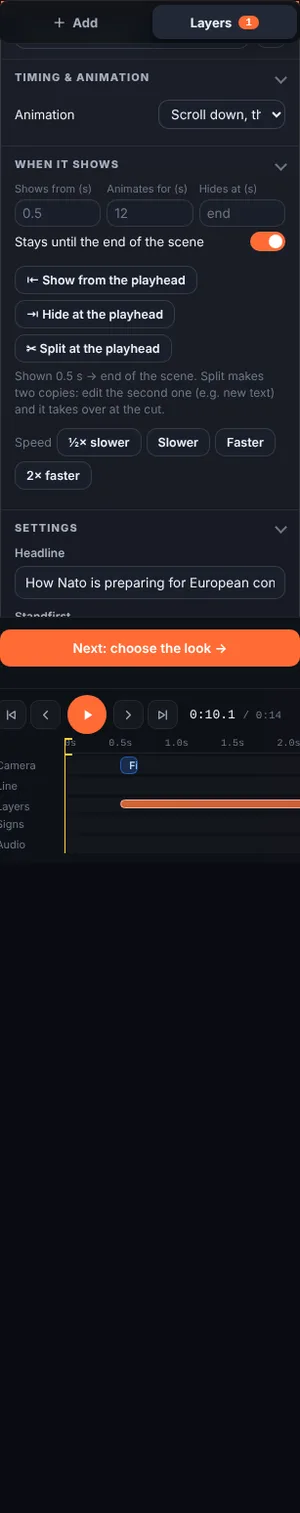 + Add
Layers 1
TIMING & ANIMATION
Animation
Scroll down, th
WHEN IT SHOWS
Shows from (s) Animates for (s) Hides at (s)
0.5 12 end
Stays until the end of the scene
⇤ Show from the playhead
⇥ Hide at the playhead
✂ Split at the playhead
Shown 0.5 s → end of the scene. Split makes
two copies: edit the second one (e.g. new text)
and it takes over at the cut.
Speed ½× slower Slower Faster
2× faster
SETTINGS
Headline
How Nato is preparing for European con
Standfirst
Next: choose the look →
0:10.1 / 0:14
0s 0.5s 1.0s 1.5s 2.0s
Camera Fi
Line
Layers
Signs
Audio